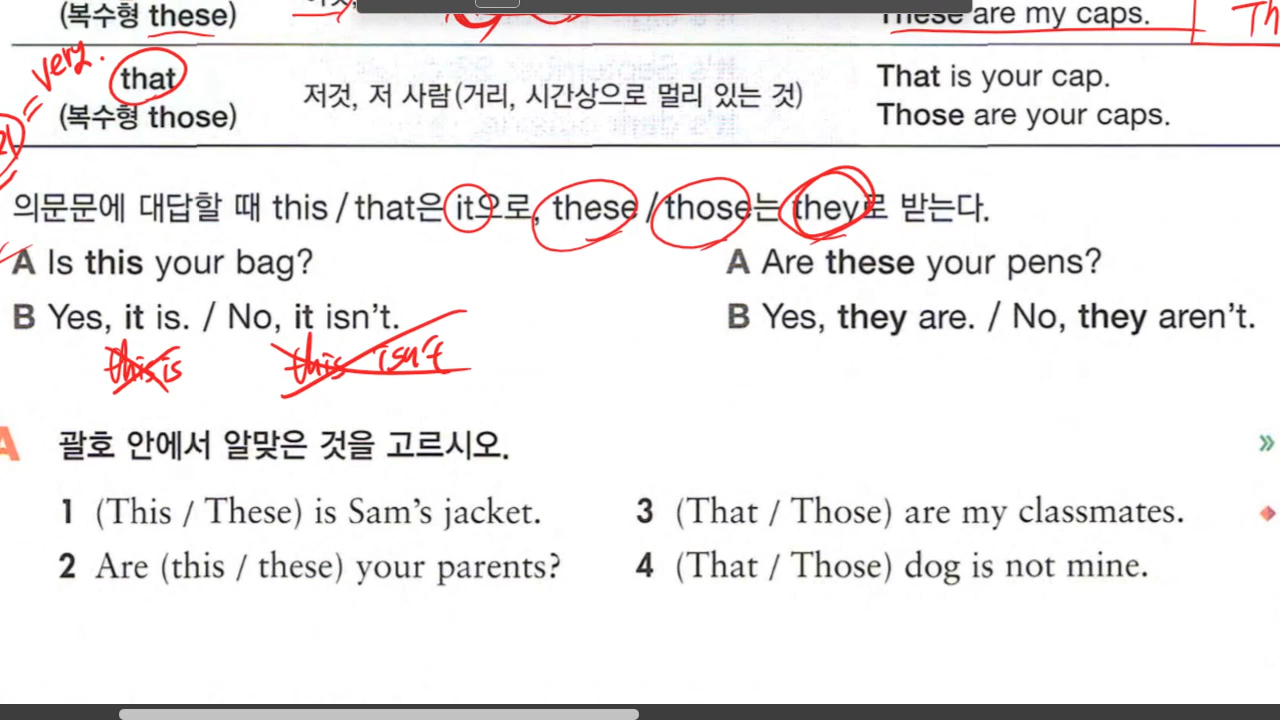 (복수형 these)
These are my caps.
Th
= very.
that
저것, 저 사람(거리, 시간상으로 멀리 있는 것)
That is your cap.
(복수형 those)
Those are your caps.
의문문에 대답할 때 this / that은 it으로, these / those는 they로 받는다.
A Is this your bag?
A Are these your pens?
B Yes, it is. / No, it isn't.
B Yes, they are. / No, they aren't.
this is
this isn't
A 괄호 안에서 알맞은 것을 고르시오.
1 (This / These) is Sam's jacket.
3 (That / Those) are my classmates.
2 Are (this / these) your parents?
4 (That / Those) dog is not mine.